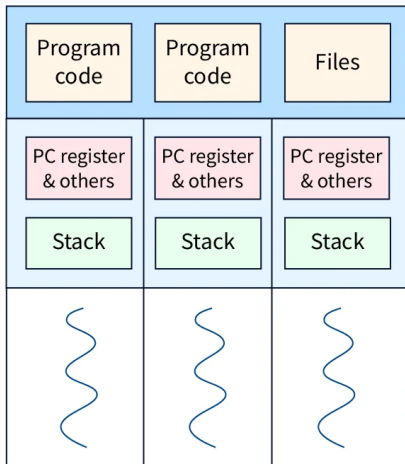 Program
code
Program
code
Files
PC register
& others
PC register
& others
PC register
& others
Stack
Stack
Stack